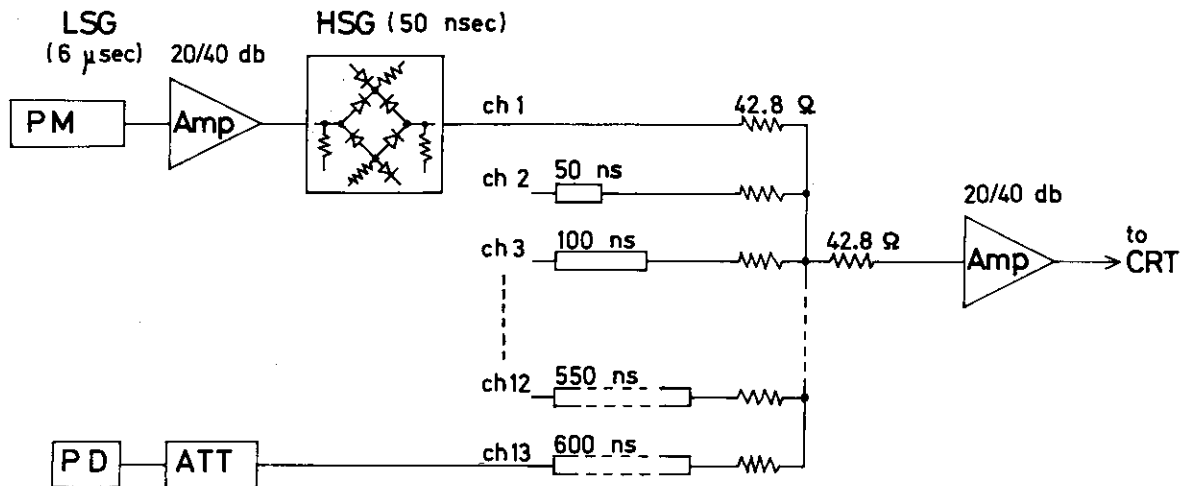 LSG
(6 μsec)
20/40 db
HSG (50 nsec)
PM
Amp
ch 1
42.8 Ω
ch 2
50 ns
ch 3
100 ns
42.8 Ω
20/40 db
Amp
to
CRT
ch12
550 ns
ch13
600 ns
PD
ATT